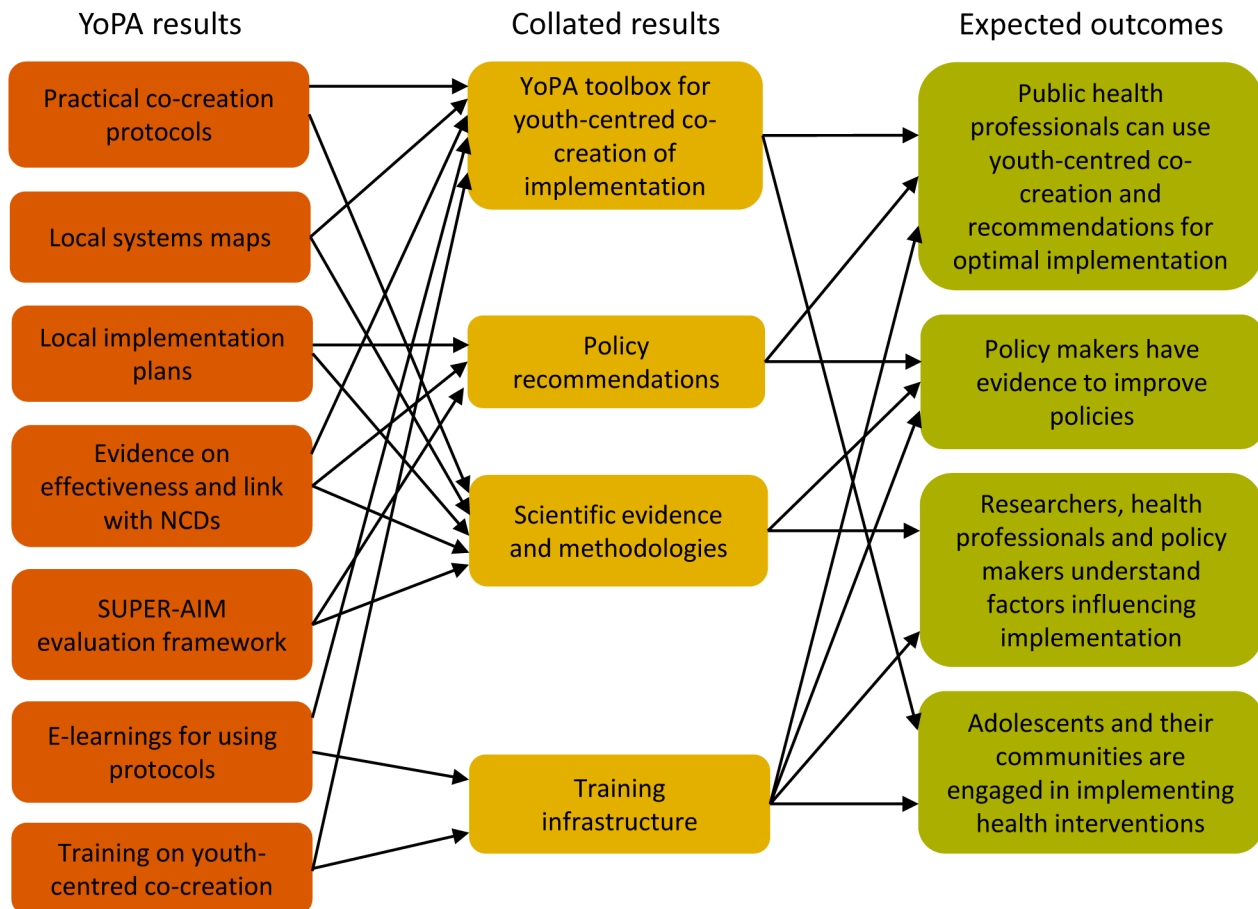 YoPA results
Collated results
Expected outcomes
Practical co-creation
protocols
Local systems maps
Local implementation
plans
Evidence on
effectiveness and link
with NCDs
SUPER-AIM
evaluation framework
E-learnings for using
protocols
Training on youth-
centred co-creation
YoPA toolbox for
youth-centred co-
creation of
implementation
Policy
recommendations
Scientific evidence
and methodologies
Training
infrastructure
Public health
professionals can use
youth-centred co-
creation and
recommendations for
optimal implementation
Policy makers have
evidence to improve
policies
Researchers, health
professionals and policy
makers understand
factors influencing
implementation
Adolescents and their
communities are
engaged in implementing
health interventions